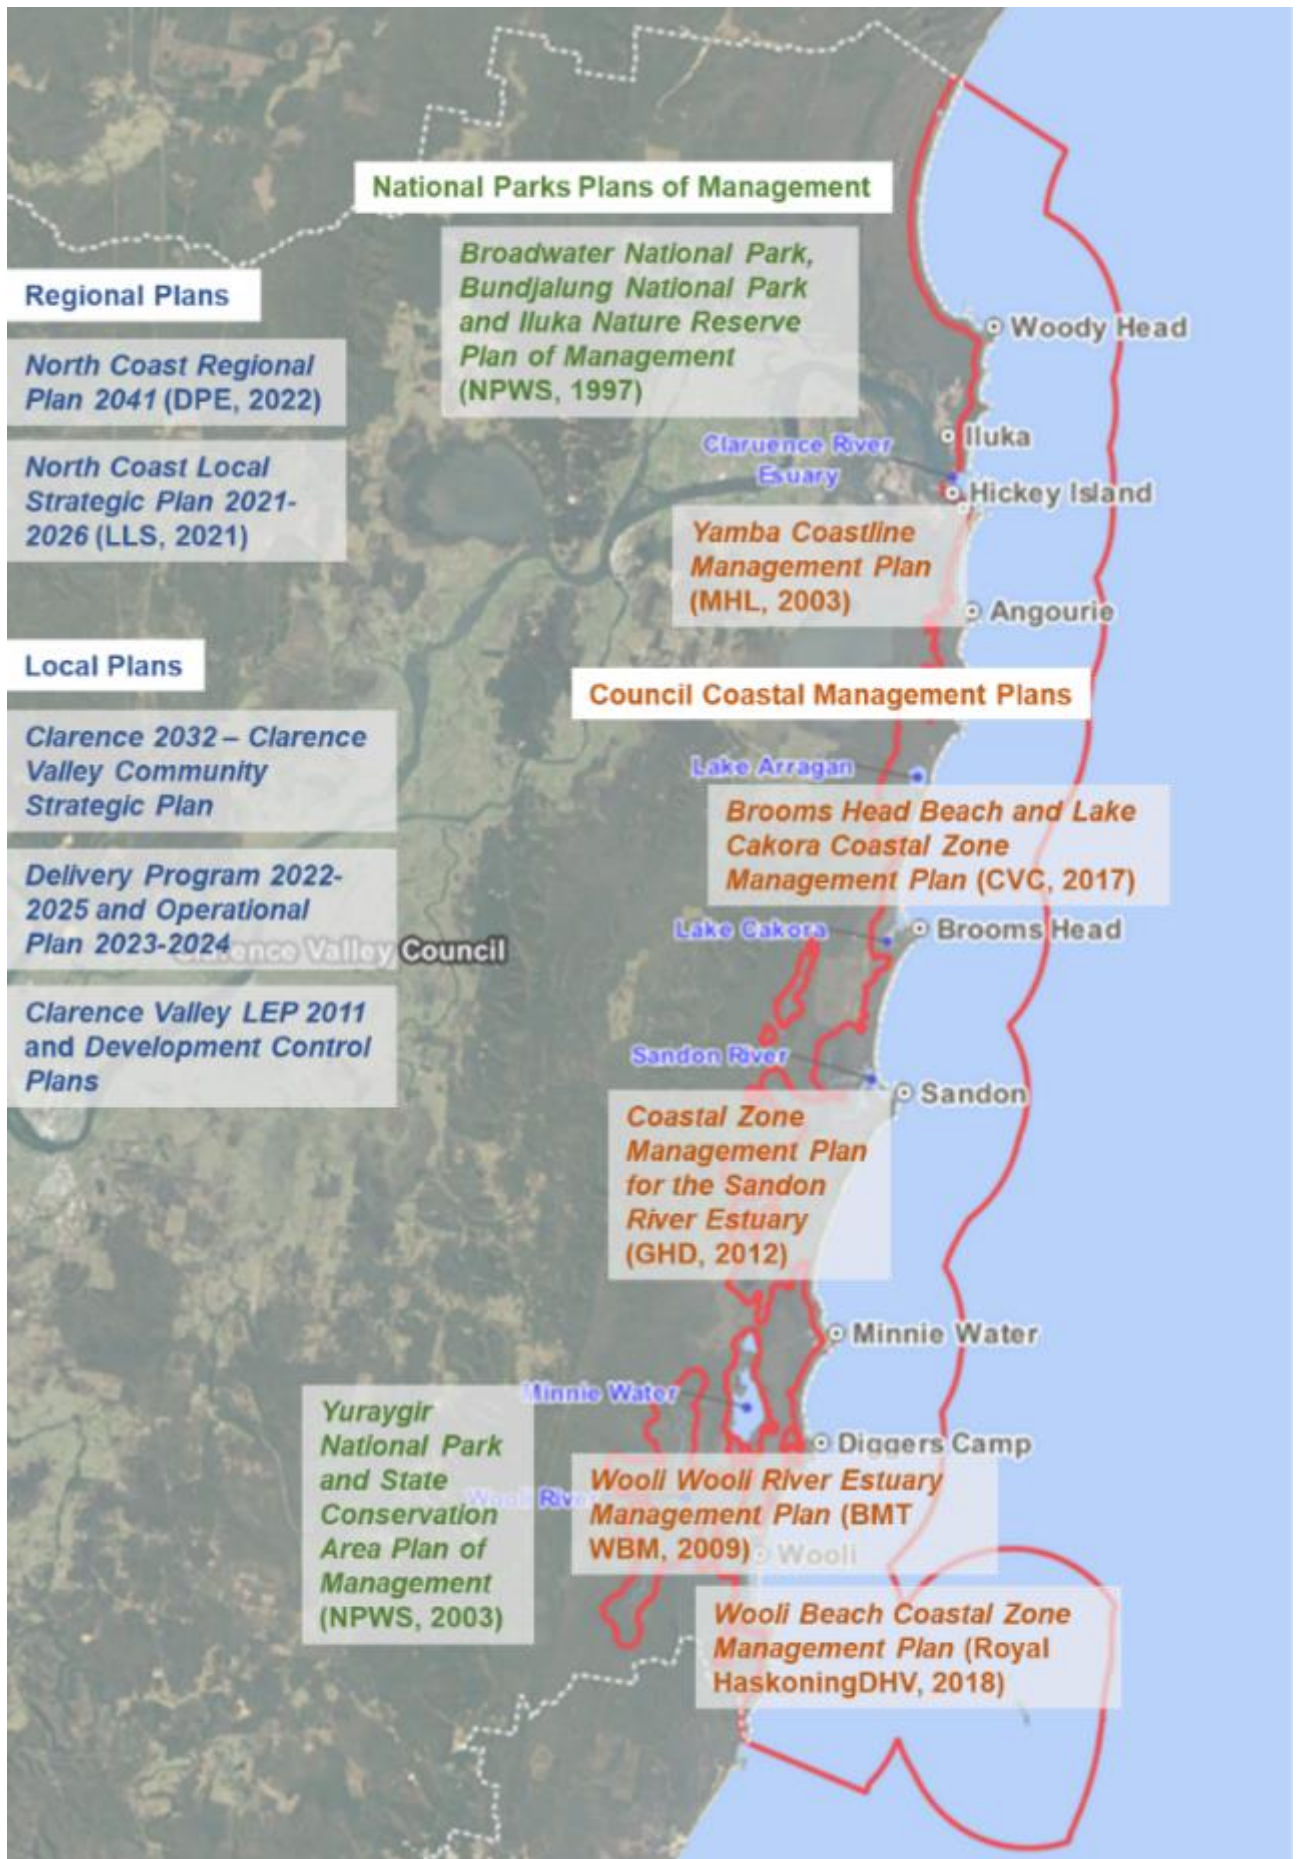 National Parks Plans of Management
Broadwater National Park,
Bundjalung National Park
and Iluka Nature Reserve
Plan of Management
(NPWS, 1997)
Regional Plans
North Coast Regional
Plan 2041 (DPE, 2022)
North Coast Local
Strategic Plan 2021-
2026 (LLS, 2021)
Woody Head
Iluka
Claruence River
Esuary
Hickey Island
Yamba Coastline
Management Plan
(MHL, 2003)
Angourie
Local Plans
Clarence 2032 – Clarence
Valley Community
Strategic Plan
Delivery Program 2022-
2025 and Operational
Plan 2023-2024
Clarence Valley Council
Clarence Valley LEP 2011
and Development Control
Plans
Council Coastal Management Plans
Lake Arragan
Brooms Head Beach and Lake
Cakora Coastal Zone
Management Plan (CVC, 2017)
Lake Cakora
Brooms Head
Sandon River
Sandon
Coastal Zone
Management Plan
for the Sandon
River Estuary
(GHD, 2012)
Minnie Water
Minnie Water
Diggers Camp
Yuraygir
National Park
and State
Conservation
Area Plan of
Management
(NPWS, 2003)
Wooli River
Wooli Wooli River Estuary
Management Plan (BMT
WBM, 2009)
Wooli
Wooli Beach Coastal Zone
Management Plan (Royal
HaskoningDHV, 2018)